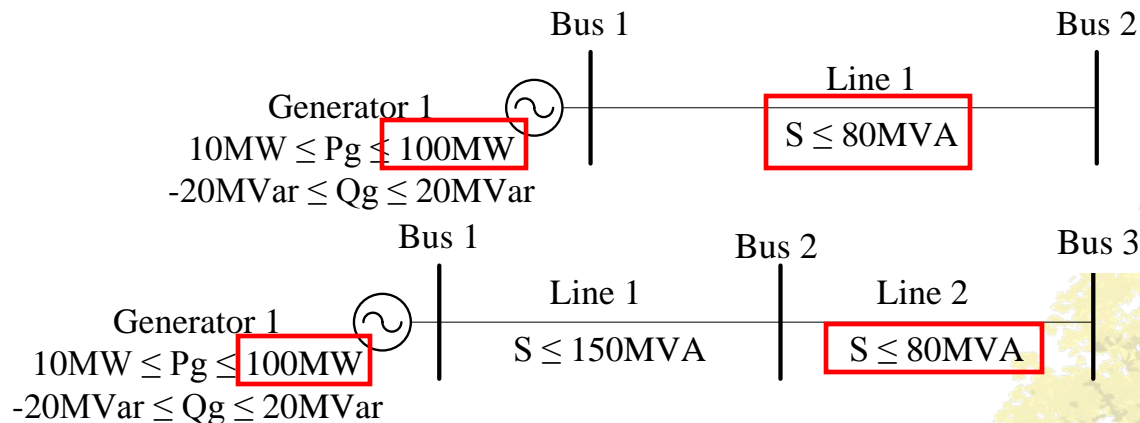 Bus 1
Bus 2
Line 1
Generator 1
S ≤ 80MVA
10MW ≤ Pg ≤ 100MW
-20MVar ≤ Qg ≤ 20MVar
Bus 1
Bus 2
Bus 3
Line 1
Line 2
Generator 1
S ≤ 150MVA
S ≤ 80MVA
10MW ≤ Pg ≤ 100MW
-20MVar ≤ Qg ≤ 20MVar